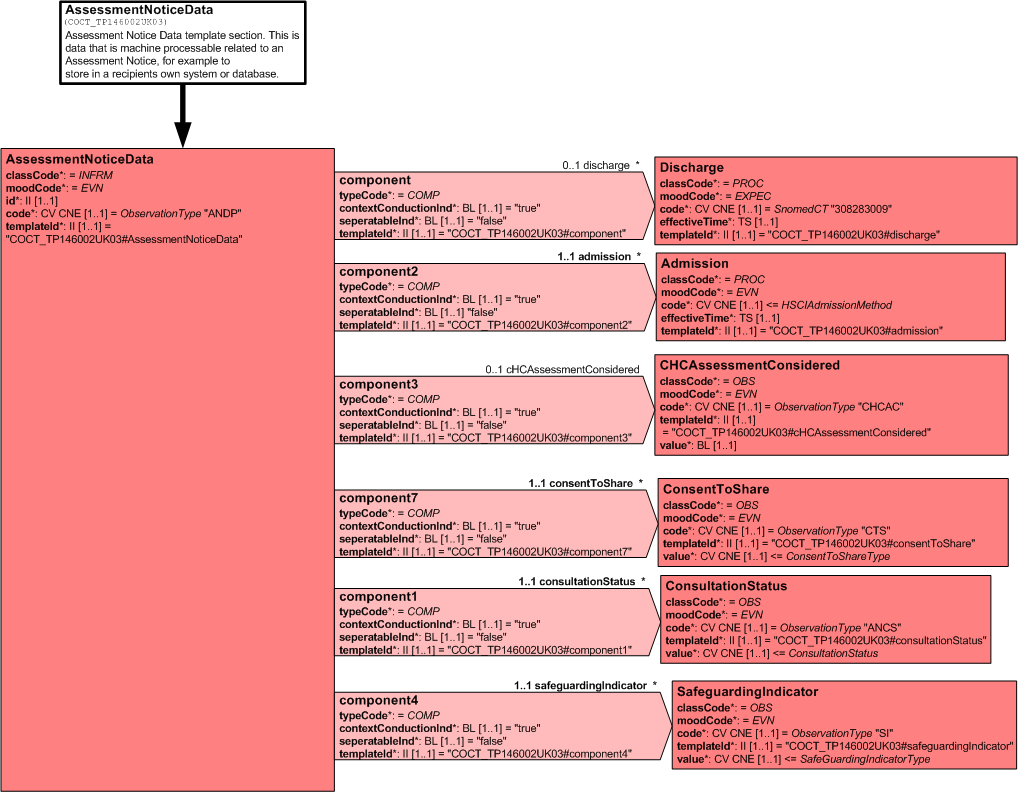 AssessmentNoticeData
(COCT_TP146002UK03)
Assessment Notice Data template section. This is
data that is machine processable related to an
Assessment Notice, for example to
store in a recipients own system or database.
AssessmentNoticeData
classCode*: = INFRM
moodCode*: = EVN
id*: II [1..1]
code*: CV CNE [1..1] = ObservationType "ANDP"
templateId*: II [1..1] =
"COCT_TP146002UK03#AssessmentNoticeData"
0..1 discharge *
component
typeCode*: = COMP
contextConductionInd*: BL [1..1] = "true"
seperatableInd*: BL [1..1] = "false"
templateId*: II [1..1] = "COCT_TP146002UK03#component"
Discharge
classCode*: = PROC
moodCode*: = EXPEC
code*: CV CNE [1..1] = SnomedCT "308283009"
effectiveTime*: TS [1..1]
templateId*: II [1..1] = "COCT_TP146002UK03#discharge"
1..1 admission *
component2
typeCode*: = COMP
contextConductionInd*: BL [1..1] = "true"
seperatableInd*: BL [1..1] "false"
templateId*: II [1..1] = "COCT_TP146002UK03#component2"
Admission
classCode*: = PROC
moodCode*: = EVN
code*: CV CNE [1..1] <= HSCIAdmissionMethod
effectiveTime*: TS [1..1]
templateId*: II [1..1] = "COCT_TP146002UK03#admission"
0..1 cHCAssessmentConsidered
component3
typeCode*: = COMP
contextConductionInd*: BL [1..1] = "true"
seperatableInd*: BL [1..1] = "false"
templateId*: II [1..1] = "COCT_TP146002UK03#component3"
CHCAssessmentConsidered
classCode*: = OBS
moodCode*: = EVN
code*: CV CNE [1..1] = ObservationType "CHCAC"
templateId*: II [1..1]
= "COCT_TP146002UK03#cHCAssessmentConsidered"
value*: BL [1..1]
1..1 consentToShare *
component7
typeCode*: = COMP
contextConductionInd*: BL [1..1] = "true"
seperatableInd*: BL [1..1] = "false"
templateId*: II [1..1] = "COCT_TP146002UK03#component7"
ConsentToShare
classCode*: = OBS
moodCode*: = EVN
code*: CV CNE [1..1] = ObservationType "CTS"
templateId*: II [1..1] = "COCT_TP146002UK03#consentToShare"
value*: CV CNE [1..1] <= ConsentToShareType
1..1 consultationStatus *
component1
typeCode*: = COMP
contextConductionInd*: BL [1..1] = "true"
seperatableInd*: BL [1..1] = "false"
templateId*: II [1..1] = "COCT_TP146002UK03#component1"
ConsultationStatus
classCode*: = OBS
moodCode*: = EVN
code*: CV CNE [1..1] = ObservationType "ANCS"
templateId*: II [1..1] = "COCT_TP146002UK03#consultationStatus"
value*: CV CNE [1..1] <= ConsultationStatus
1..1 safeguardingIndicator *
component4
typeCode*: = COMP
contextConductionInd*: BL [1..1] = "true"
seperatableInd*: BL [1..1] = "false"
templateId*: II [1..1] = "COCT_TP146002UK03#component4"
SafeguardingIndicator
classCode*: = OBS
moodCode*: = EVN
code*: CV CNE [1..1] = ObservationType "SI"
templateId*: II [1..1] = "COCT_TP146002UK03#safeguardingIndicator"
value*: CV CNE [1..1] <= SafeGuardingIndicatorType